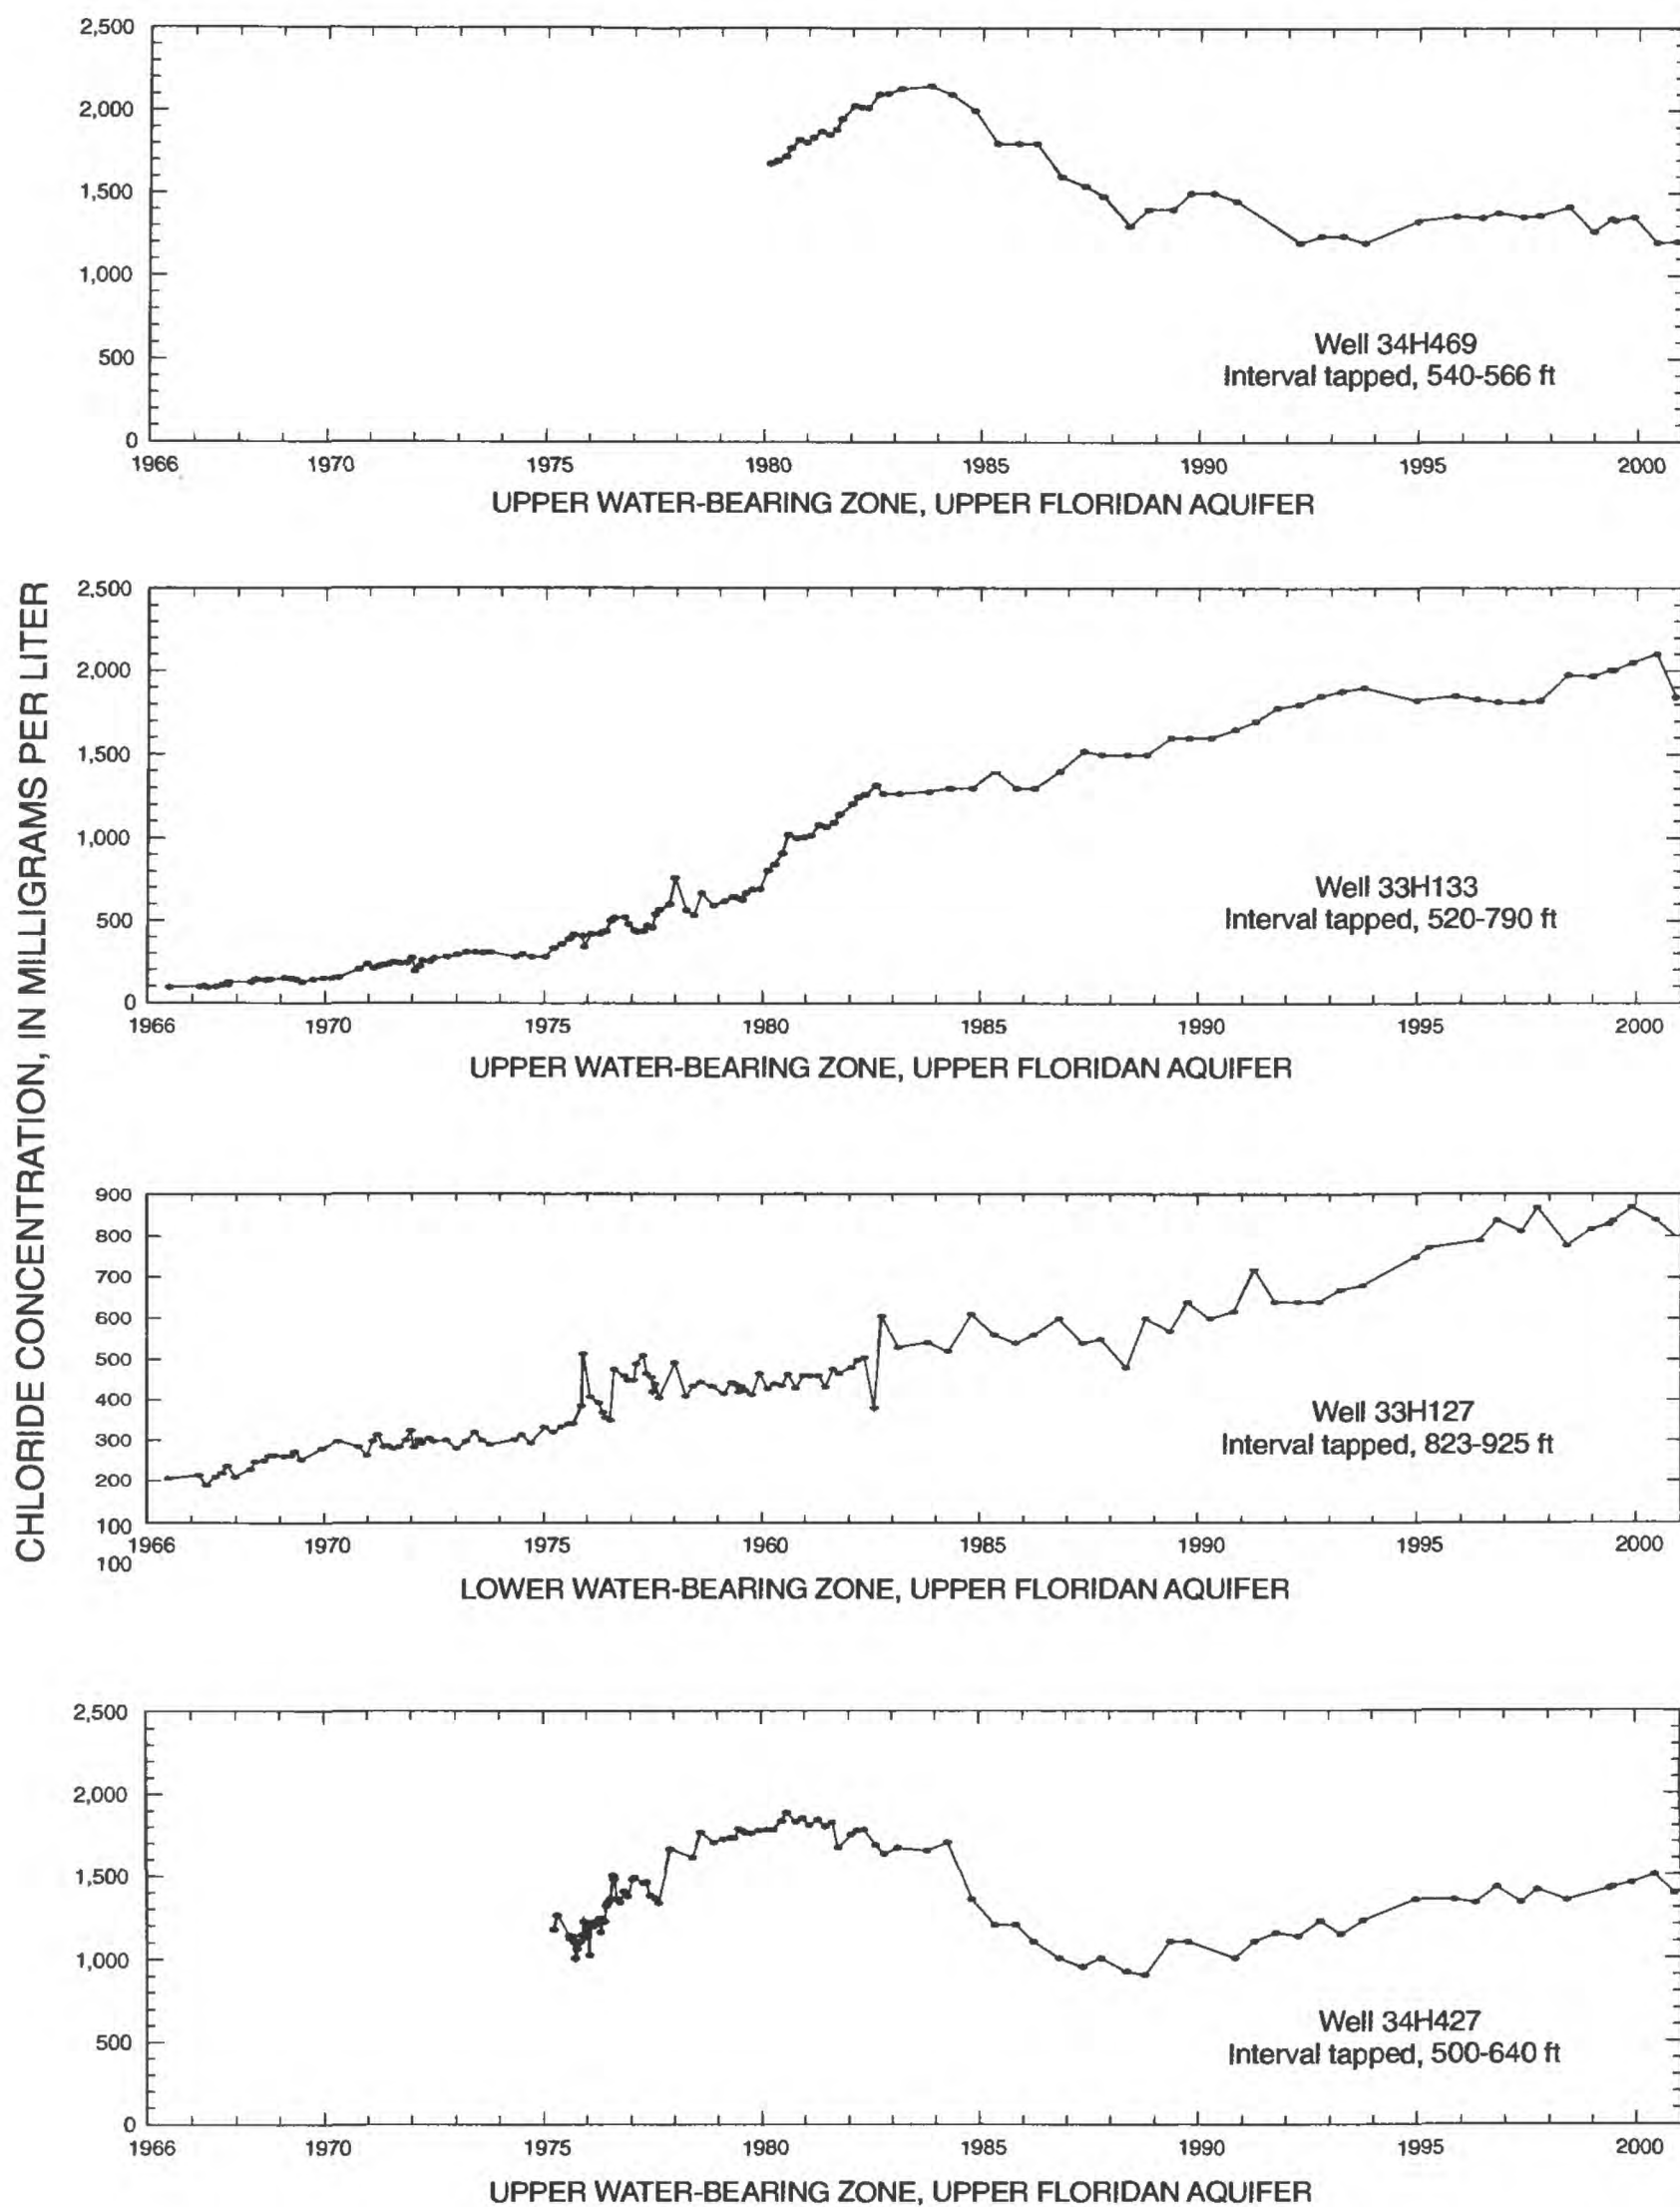 CHLORIDE CONCENTRATION, IN MILLIGRAMS PER LITER
2,500
2,000
1,500
1,000
500
0
Well 34H469
Interval tapped, 540-566 ft
1966 1970 1975 1980 1985 1990 1995 2000
UPPER WATER-BEARING ZONE, UPPER FLORIDAN AQUIFER
2,500
2,000
1,500
1,000
500
0
Well 33H133
Interval tapped, 520-790 ft
1966 1970 1975 1980 1985 1990 1995 2000
UPPER WATER-BEARING ZONE, UPPER FLORIDAN AQUIFER
900
800
700
600
500
400
300
200
100
Well 33H127
Interval tapped, 823-925 ft
1966 1970 1975 1960 1985 1990 1995 2000
100
LOWER WATER-BEARING ZONE, UPPER FLORIDAN AQUIFER
2,500
2,000
1,500
1,000
500
0
Well 34H427
Interval tapped, 500-640 ft
1966 1970 1975 1980 1985 1990 1995 2000
UPPER WATER-BEARING ZONE, UPPER FLORIDAN AQUIFER